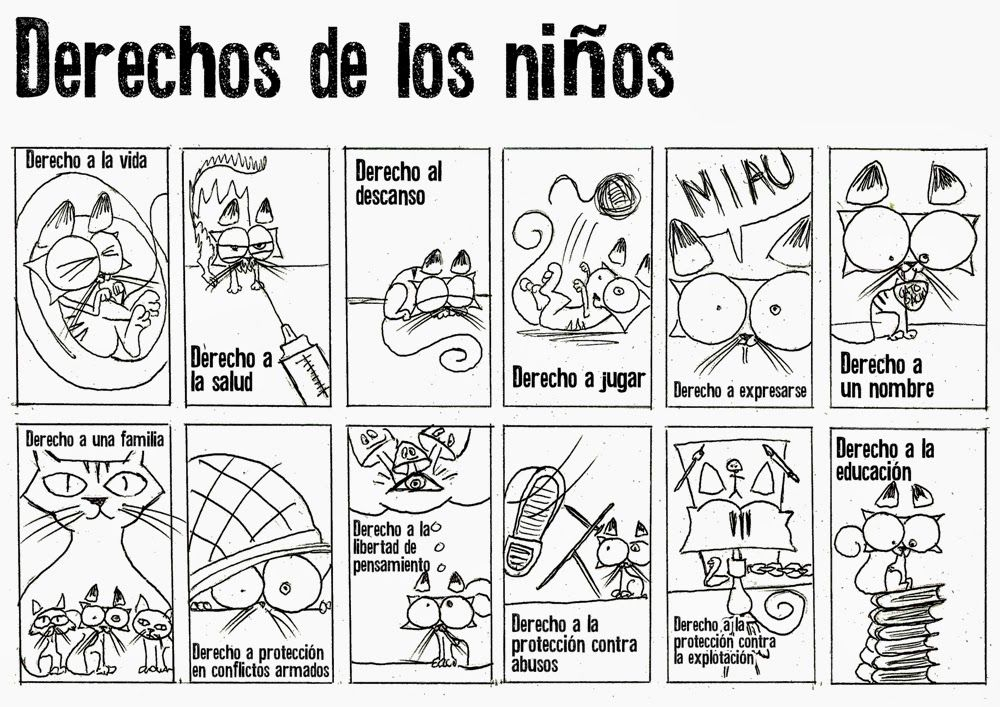 Derechos de los niños
Derecho a la vida
Derecho a
la salud
Derecho al
descanso
Derecho a jugar
MIAU
Derecho a expresarse
Derecho a
un nombre
Derecho a una familia
Derecho a protección
en conflictos armados
Derecho a la
libertad de
pensamiento
Derecho a la
protección contra
abusos
Derecho a la
protección contra
la explotación
Derecho a la
educación